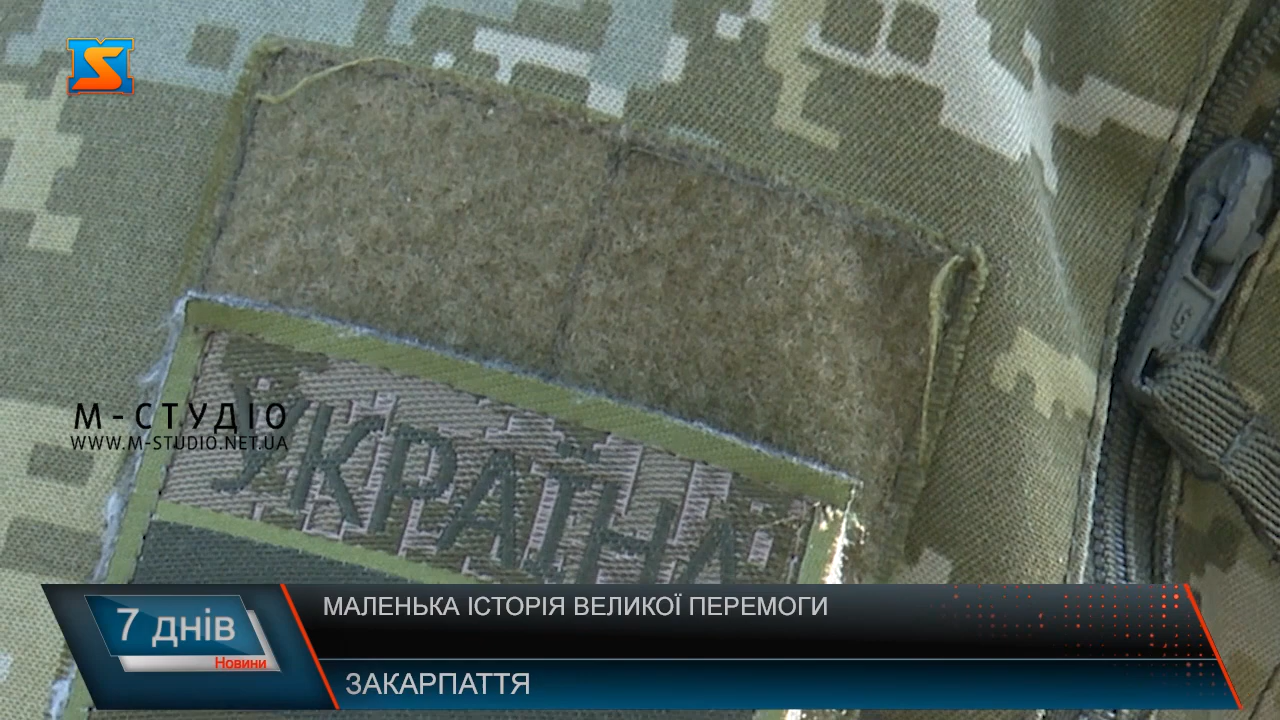 М-СТУДІО
WWW.M-STUDIO.NET.UA
УКРАЇНА
МАЛЕНЬКА ІСТОРІЯ ВЕЛИКОЇ ПЕРЕМОГИ
7 днів
Новини
ЗАКАРПАТТЯ